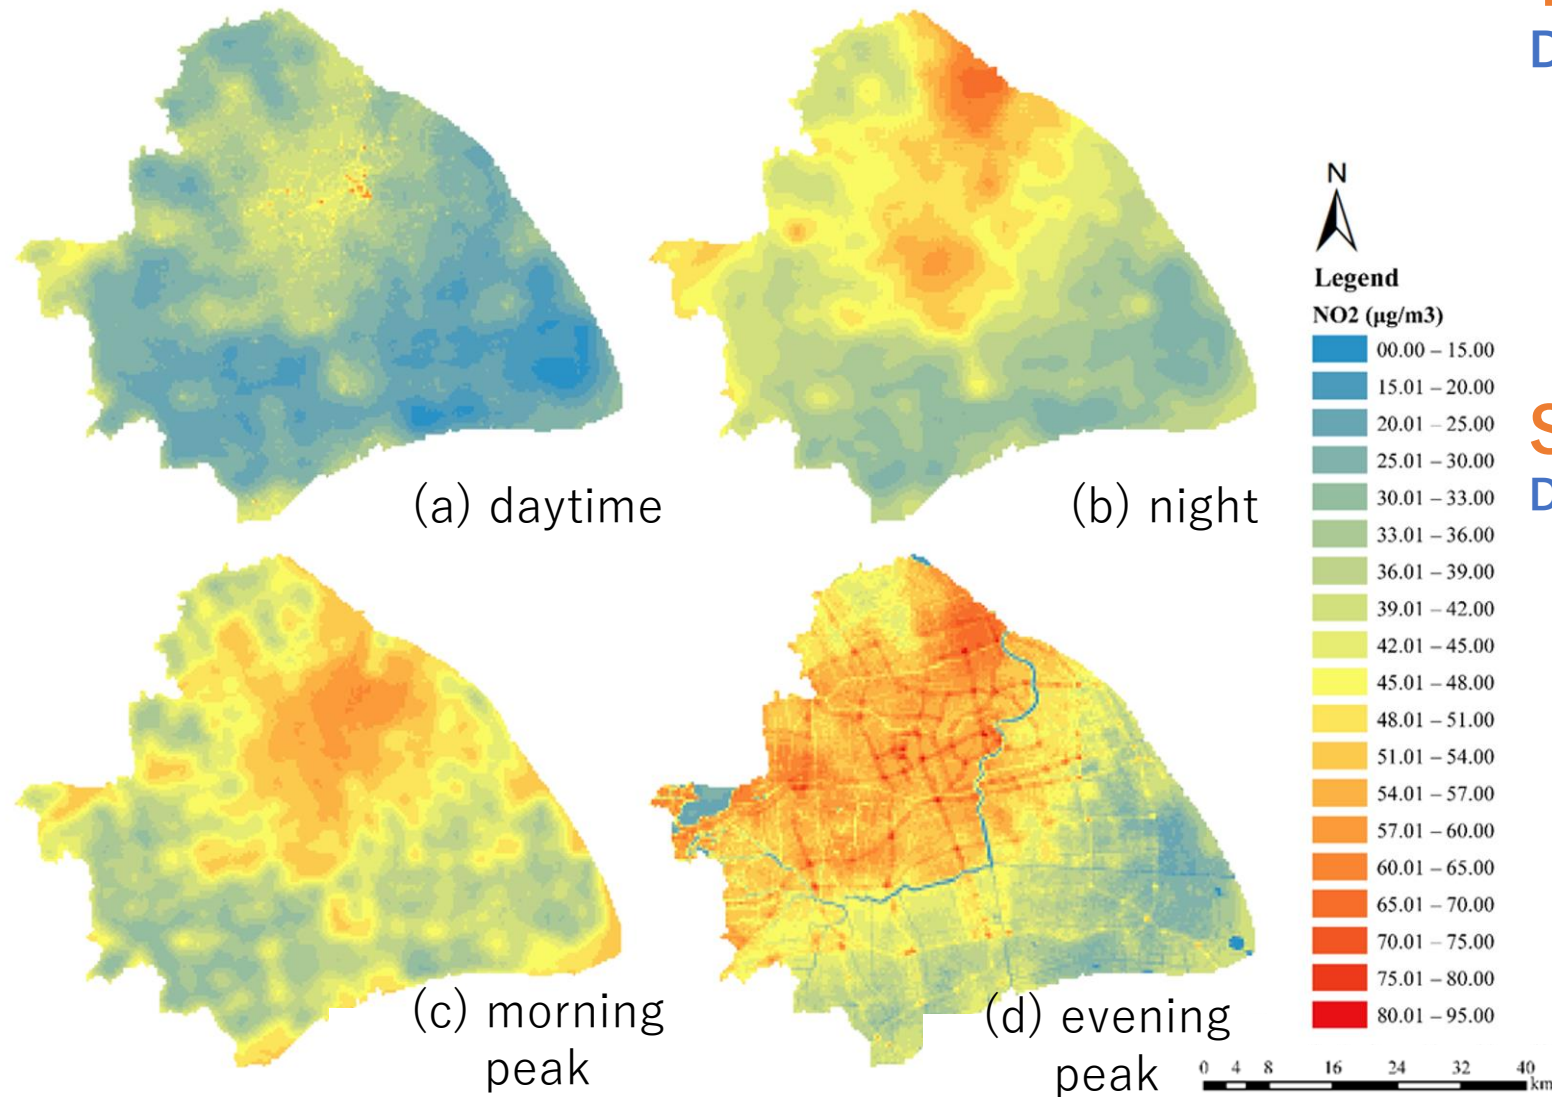 D
(a) daytime
(b) night
N
Legend
NO2 (μg/m3)
00.00 – 15.00
15.01 – 20.00
20.01 – 25.00
25.01 – 30.00
30.01 – 33.00
33.01 – 36.00
36.01 – 39.00
39.01 – 42.00
42.01 – 45.00
45.01 – 48.00
48.01 – 51.00
51.01 – 54.00
54.01 – 57.00
57.01 – 60.00
60.01 – 65.00
65.01 – 70.00
70.01 – 75.00
75.01 – 80.00
80.01 – 95.00
S
D
(c) morning
peak
(d) evening
peak
0 4 8 16 24 32 40
km